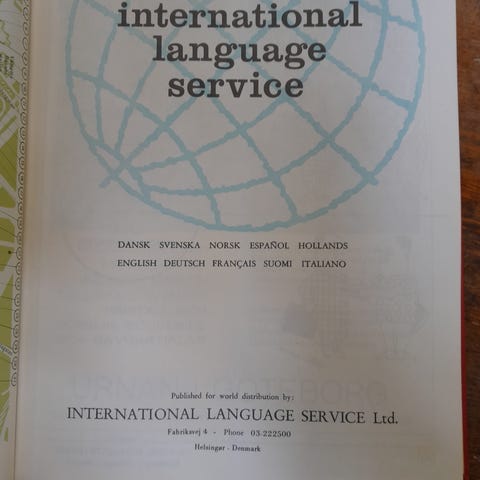 international
language
service
DANSK SVENSKA NORSK ESPAÑOL HOLLANDS
ENGLISH DEUTSCH FRANÇAIS SUOMI ITALIANO
Published for world distribution by:
INTERNATIONAL LANGUAGE SERVICE Ltd.
Fabriksvej 4 - Phone 03-222500
Helsingør - Denmark